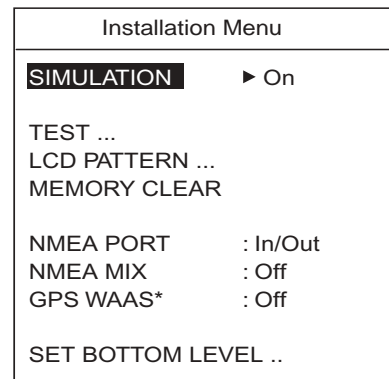 Installation Menu
SIMULATION ▶ On
TEST ...
LCD PATTERN ...
MEMORY CLEAR
NMEA PORT : In/Out
NMEA MIX : Off
GPS WAAS* : Off
SET BOTTOM LEVEL ..